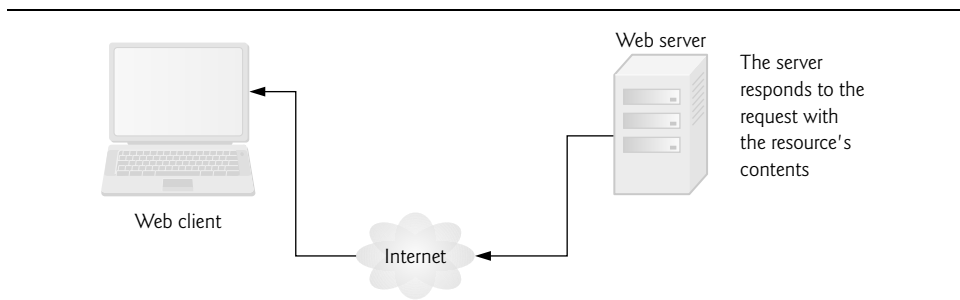 Web server
The server
responds to the
request with
the resource's
contents
Web client
Internet